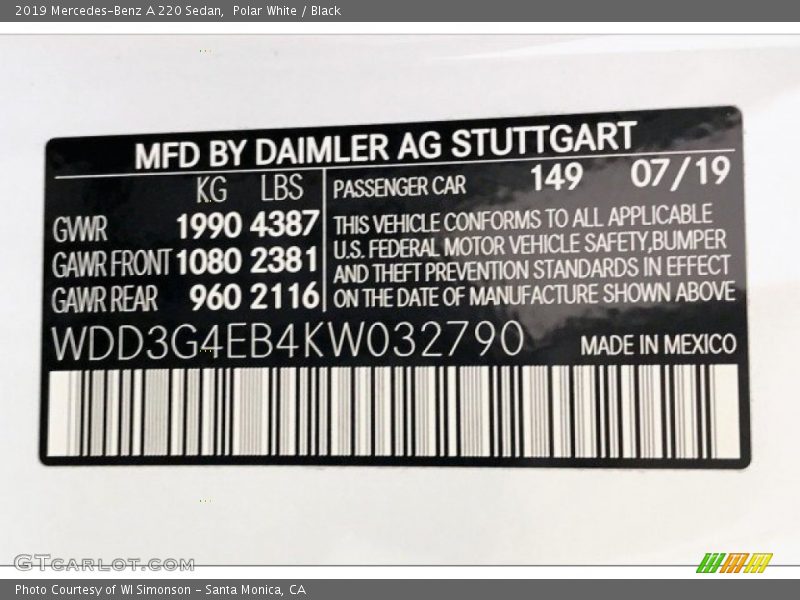 2019 Mercedes-Benz A 220 Sedan, Polar White / Black
MFD BY DAIMLER AG STUTTGART
KG LBS
GWWR 1990 4387
GAWR FRONT 1080 2381
GAWR REAR 960 2116
PASSENGER CAR 149 07/19
THIS VEHICLE CONFORMS TO ALL APPLICABLE
U.S. FEDERAL MOTOR VEHICLE SAFETY,BUMPER
AND THEFT PREVENTION STANDARDS IN EFFECT
ON THE DATE OF MANUFACTURE SHOWN ABOVE
WDD3G4EB4KW032790
MADE IN MEXICO
GTCARLOT.COM
Photo Courtesy of WI Simonson - Santa Monica, CA